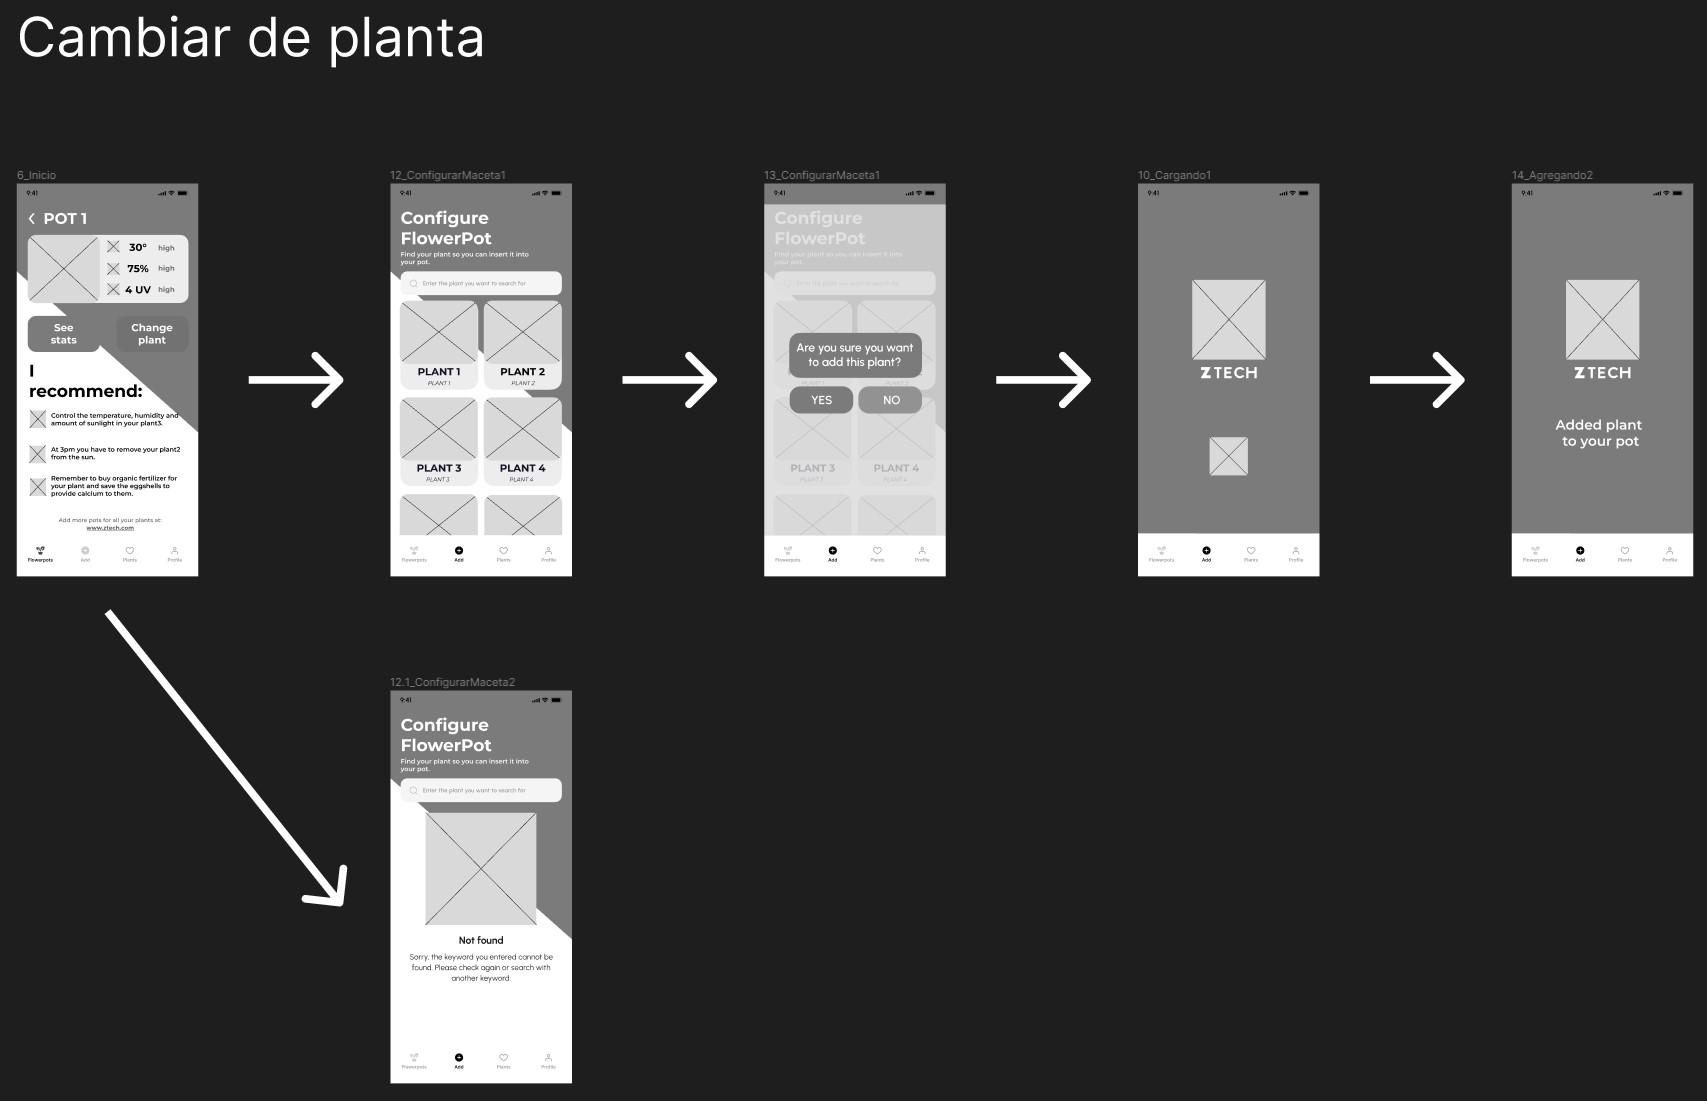 Cambiar de planta
6_Inicio
9:41
POT 1
30° high
75% high
4 UV high
See
stats
Change
plant
I
recommend:
Control the temperature, humidity and
amount of sunlight in your plant3.
At 3pm you have to remove your plant2
from the sun.
Remember to buy organic fertilizer for
your plant and save the eggshells to
provide calcium to them.
Add more pots for all your plants at:
www.ztech.com
Flowerpots Add Plants Profile
12_ConfigurarMaceta1
9:41
Configure
FlowerPot
Find your plant so you can insert it into
your pot.
Enter the plant you want to search for
PLANT 1
PLANT 1
PLANT 2
PLANT 2
PLANT 3
PLANT 3
PLANT 4
PLANT 4
Flowerpots Add Plants Profile
13_ConfigurarMaceta1
9:41
Configure
FlowerPot
Find your plant so you can insert it into
your pot.
Enter the plant you want to search for
Are you sure you want
to add this plant?
YES NO
PLANT 1
PLANT 2
PLANT 3
PLANT 3
PLANT 4
PLANT 4
Flowerpots Add Plants Profile
10_Cargando1
9:41
ZTECH
Flowerpots Add Plants Profile
14_Agregando2
9:41
ZTECH
Added plant
to your pot
Flowerpots Add Plants Profile
12.1_ConfigurarMaceta2
9:41
Configure
FlowerPot
Find your plant so you can insert it into
your pot.
Enter the plant you want to search for
Not found
Sorry, the keyword you entered cannot be
found. Please check again or search with
another keyword.
Flowerpots Add Plants Profile